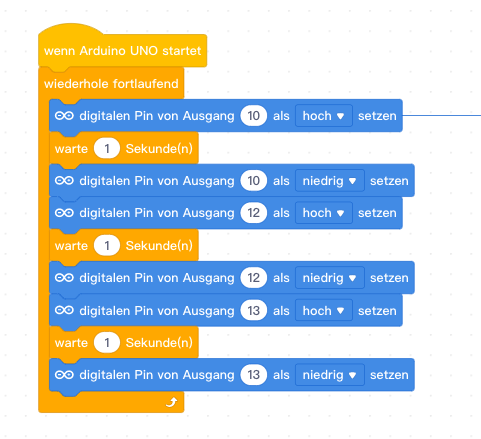 wenn Arduino UNO startet
wiederhole fortlaufend
digitalen Pin von Ausgang 10 als hoch setzen
warte 1 Sekunde(n)
digitalen Pin von Ausgang 10 als niedrig setzen
digitalen Pin von Ausgang 12 als hoch setzen
warte 1 Sekunde(n)
digitalen Pin von Ausgang 12 als niedrig setzen
digitalen Pin von Ausgang 13 als hoch setzen
warte 1 Sekunde(n)
digitalen Pin von Ausgang 13 als niedrig setzen